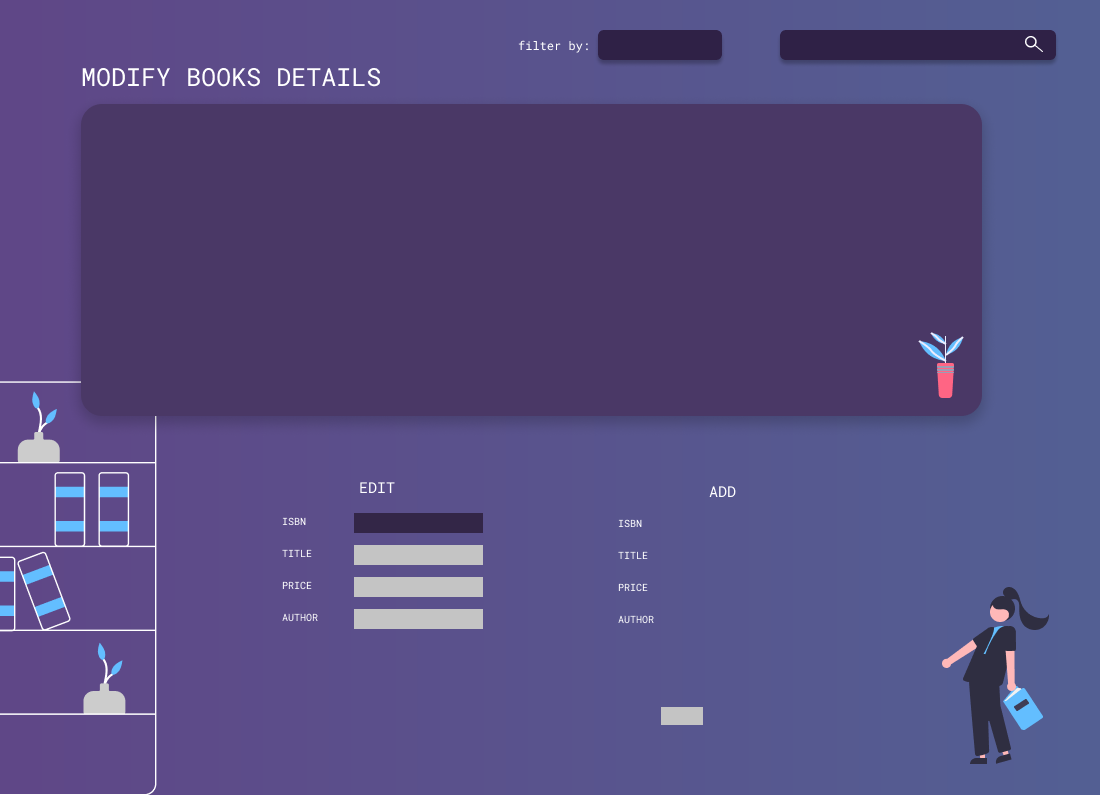 filter by:
MODIFY BOOKS DETAILS
EDIT
ISBN
TITLE
PRICE
AUTHOR
ADD
ISBN
TITLE
PRICE
AUTHOR